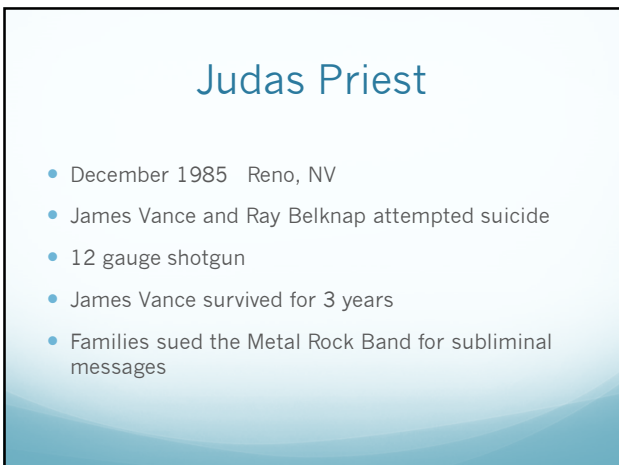 Judas Priest
• December 1985 Reno, NV
• James Vance and Ray Belknap attempted suicide
• 12 gauge shotgun
• James Vance survived for 3 years
• Families sued the Metal Rock Band for subliminal
messages